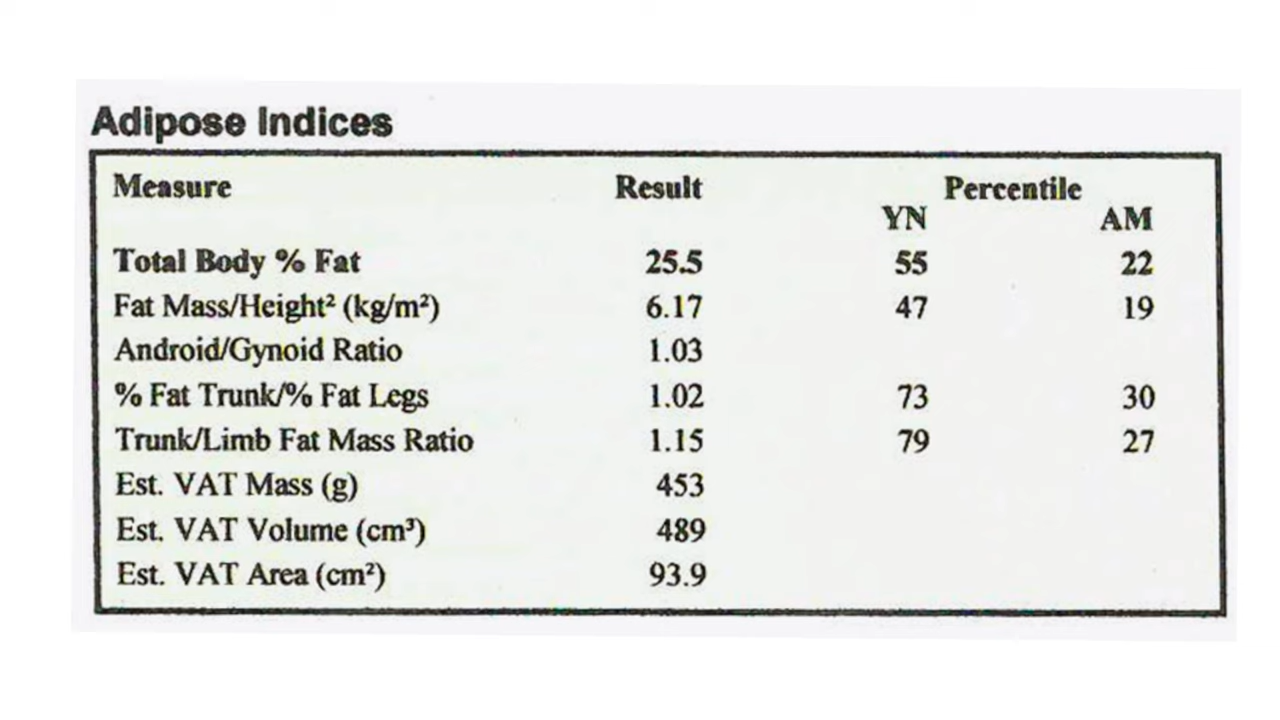 Adipose Indices
Measure Result Percentile
YN AM
Total Body % Fat 25.5 55 22
Fat Mass/Height² (kg/m²) 6.17 47 19
Android/Gynoid Ratio 1.03
% Fat Trunk/% Fat Legs 1.02 73 30
Trunk/Limb Fat Mass Ratio 1.15 79 27
Est. VAT Mass (g) 453
Est. VAT Volume (cm³) 489
Est. VAT Area (cm²) 93.9